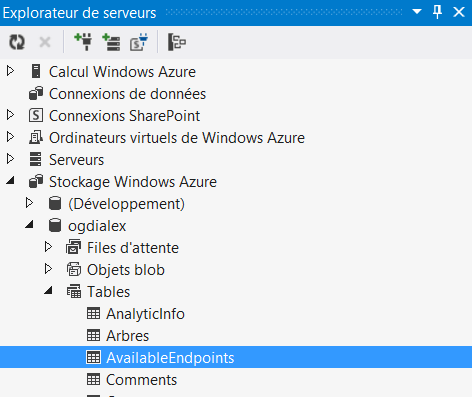 Explorateur de serveurs
Calcul Windows Azure
Connexions de données
Connexions SharePoint
Ordinateurs virtuels de Windows Azure
Serveurs
Stockage Windows Azure
(Développement)
ogdialex
Files d'attente
Objets blob
Tables
AnalyticInfo
Arbres
AvailableEndpoints
Comments